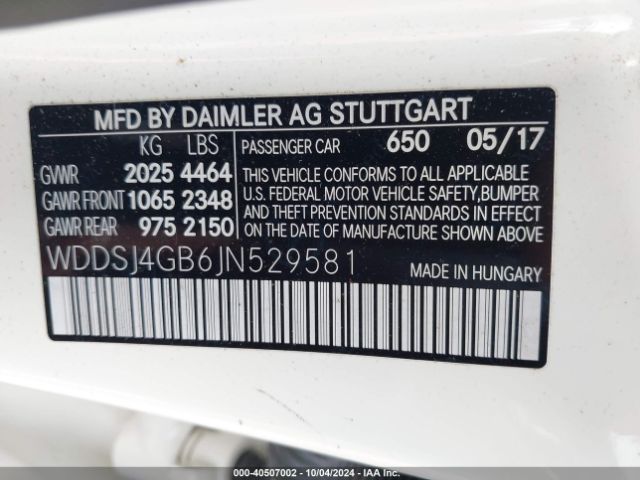 MFD BY DAIMLER AG STUTTGART
KG LBS
GVWR 2025 4464
GAWR FRONT 1065 2348
GAWR REAR 975 2150
PASSENGER CAR 650 05/17
THIS VEHICLE CONFORMS TO ALL APPLICABLE
U.S. FEDERAL MOTOR VEHICLE SAFETY,BUMPER
AND THEFT PREVENTION STANDARDS IN EFFECT
ON THE DATE OF MANUFACTURE SHOWN ABOVE.
WDDSJ4GB6JN529581 MADE IN HUNGARY
000-40507002 - 10/04/2024 - IAA Inc.